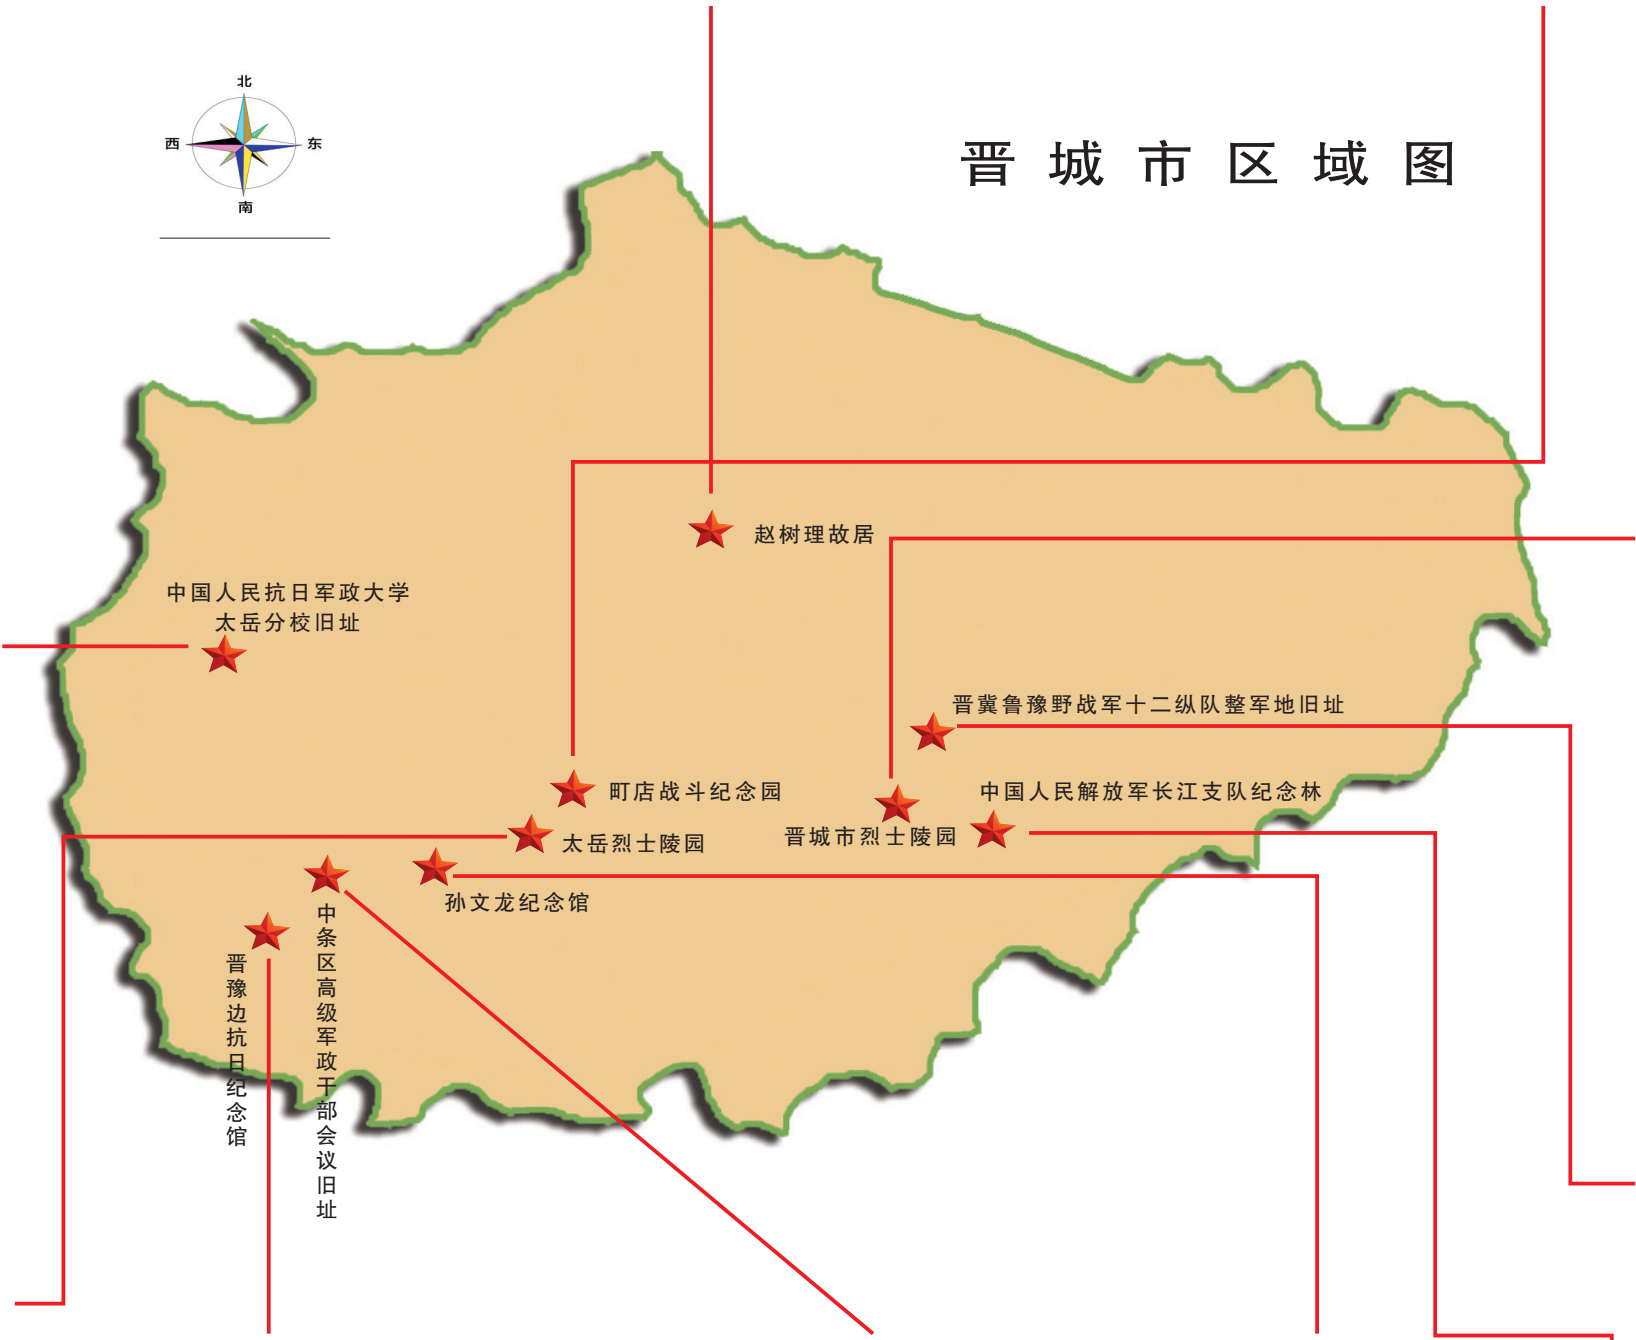 北
西
东
南
晋城市区域图
赵树理故居
中国人民抗日军政大学
太岳分校旧址
晋冀鲁豫野战军十二纵队整军地旧址
町店战斗纪念园
中国人民解放军长江支队纪念林
太岳烈士陵园
晋城市烈士陵园
孙文龙纪念馆
中条区高级军政干部会议旧址
晋豫边抗日纪念馆